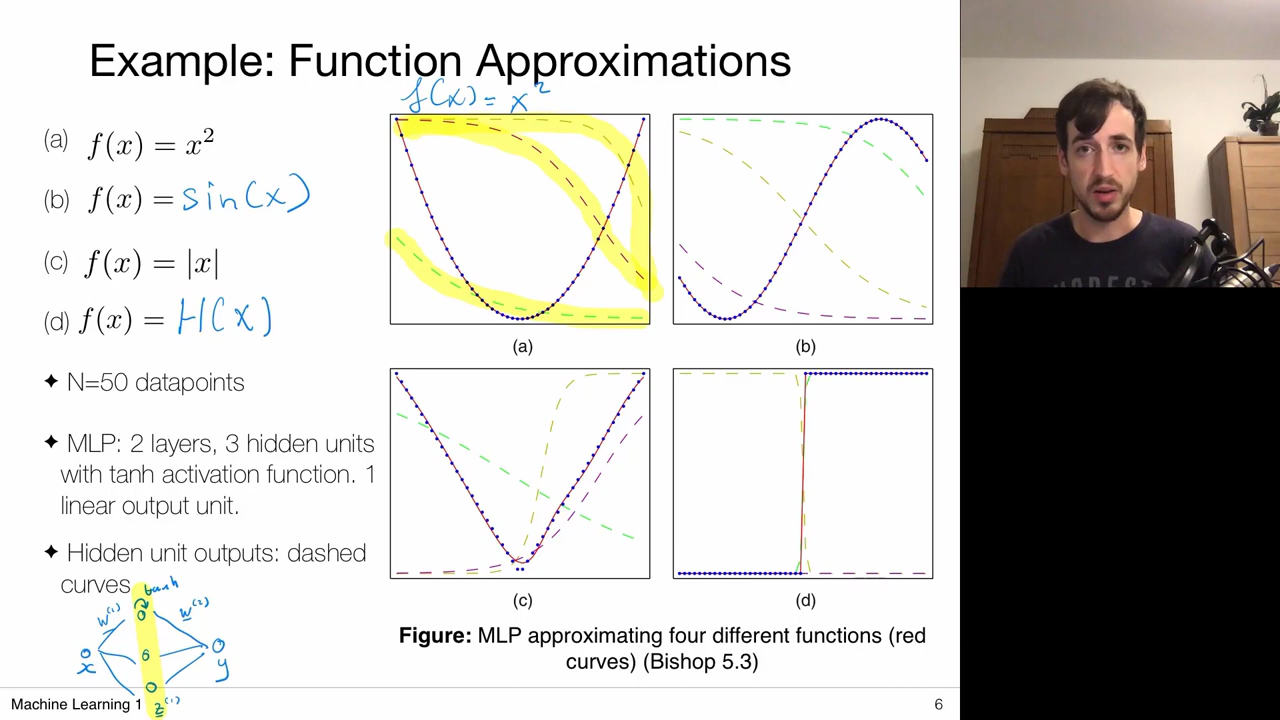 Example: Function Approximations
f(x) = x²
(a) f(x) = x²
(b) f(x) = sin(x)
(c) f(x) = |x|
(d) f(x) = H(x)
✦ N=50 datapoints
✦ MLP: 2 layers, 3 hidden units
with tanh activation function. 1
linear output unit.
✦ Hidden unit outputs: dashed
curves
tanh
w⁽¹⁾ w⁽²⁾
x y
z⁽¹⁾
(a) (b)
(c) (d)
Figure: MLP approximating four different functions (red
curves) (Bishop 5.3)
Machine Learning 1
6